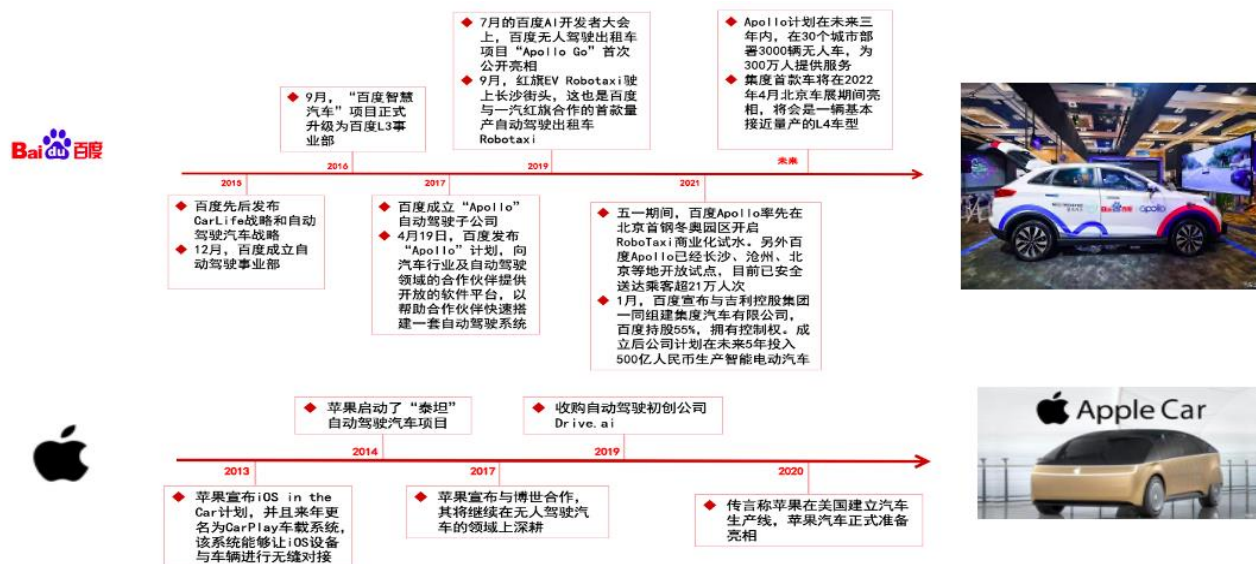 7月的百度AI开发者大会
上，百度无人驾驶出租车
项目“Apollo Go”首次
公开亮相
9月，红旗EV Robotaxi驶
上长沙街头，这也是百度
与一汽红旗合作的首款量
产自动驾驶出租车
Robotaxi
Apollo计划在未来三
年内，在30个城市部
署3000辆无人车，为
300万人提供服务
集度首款车将在2022
年4月北京车展期间亮
相，将会是一辆基本
接近量产的L4车型
9月，“百度智慧
汽车”项目正式
升级为百度L3事
业部
Bai du 百度
2016
2019
未来
2015
2017
2021
百度先后发布
CarLife战略和自动
驾驶汽车战略
12月，百度成立自
动驾驶事业部
百度成立“Apollo”
自动驾驶子公司
4月19日，百度发布
“Apollo”计划，向
汽车行业及自动驾驶
领域的合作伙伴提供
开放的软件平台，以
帮助合作伙伴快速搭
建一套自动驾驶系统
五一期间，百度Apollo率先在
北京首钢冬奥园区开启
RoboTaxi商业化试水。另外百
度Apollo已经长沙、沧州、北
京等地开放试点，目前已安全
送达乘客超21万人次
1月，百度宣布与吉利控股集团
一同组建集度汽车有限公司，
百度持股55%，拥有控制权。成
立后公司计划在未来5年投入
500亿人民币生产智能电动汽车
Bai du 百度 apollo
苹果启动了“泰坦”
自动驾驶汽车项目
收购自动驾驶初创公司
Drive.ai
Apple Car
2014
2019
2013
2017
2020
苹果宣布iOS in the
Car计划，并且来年更
名为CarPlay车载系统，
该系统能够让iOS设备
与车辆进行无缝对接
苹果宣布与博世合作，
其将继续在无人驾驶汽
车的领域上深耕
传言称苹果在美国建立汽车
生产线，苹果汽车正式准备
亮相